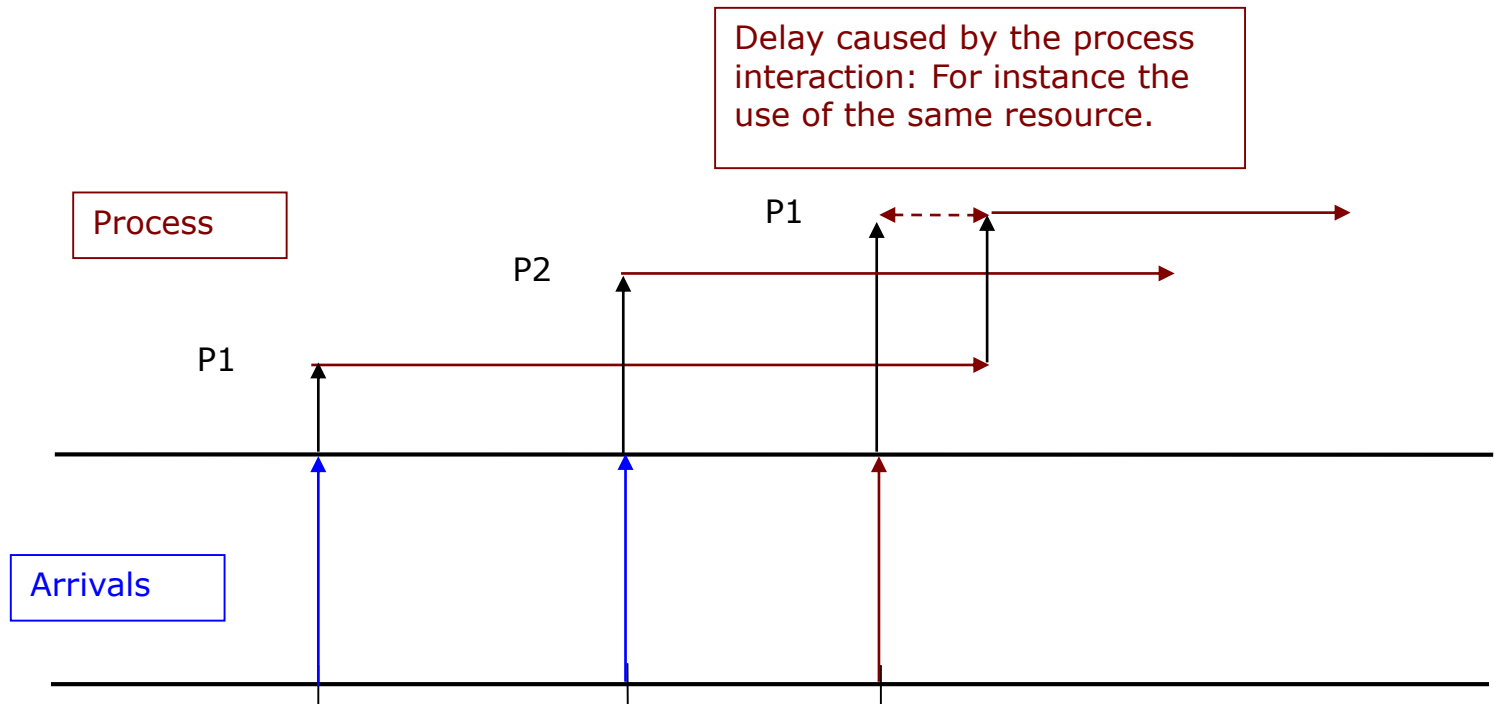 Delay caused by the process
interaction: For instance the
use of the same resource.
Process
P1
P2
P1
Arrivals